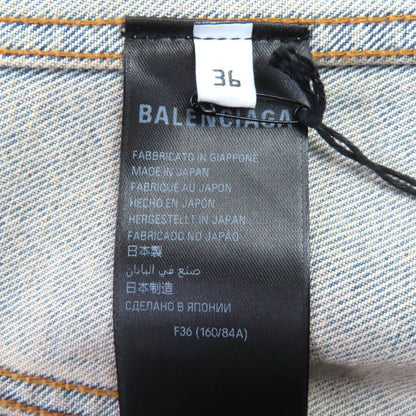 36
BALENCIAGA
FABBRICATO IN GIAPPONE
MADE IN JAPAN
FABRIQUÉ AU JAPON
HECHO EN JAPÓN
HERGESTELLT IN JAPAN
FABRICADO NO JAPÃO
日本製
صنع في اليابان
日本制造
СДЕЛАНО В ЯПОНИИ
F36 (160/84A)